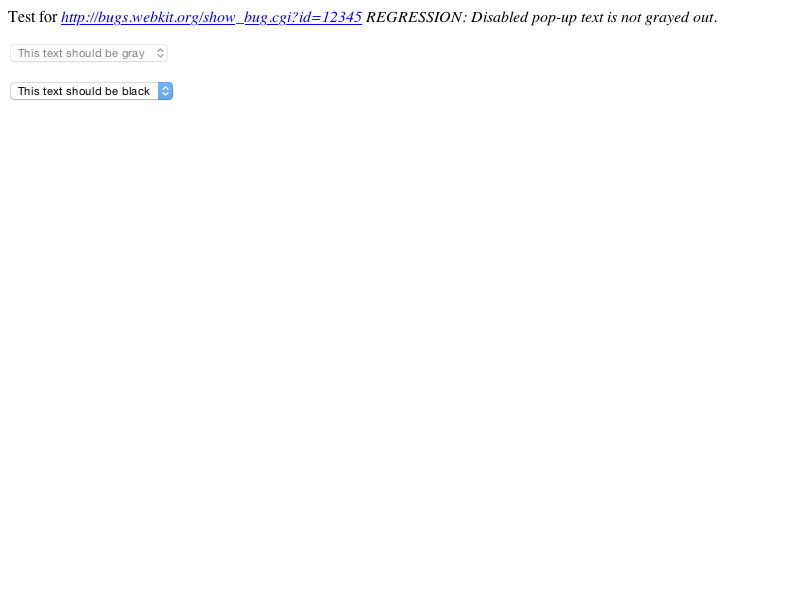 Test for http://bugs.webkit.org/show_bug.cgi?id=12345 REGRESSION: Disabled pop-up text is not grayed out.
This text should be gray
This text should be black